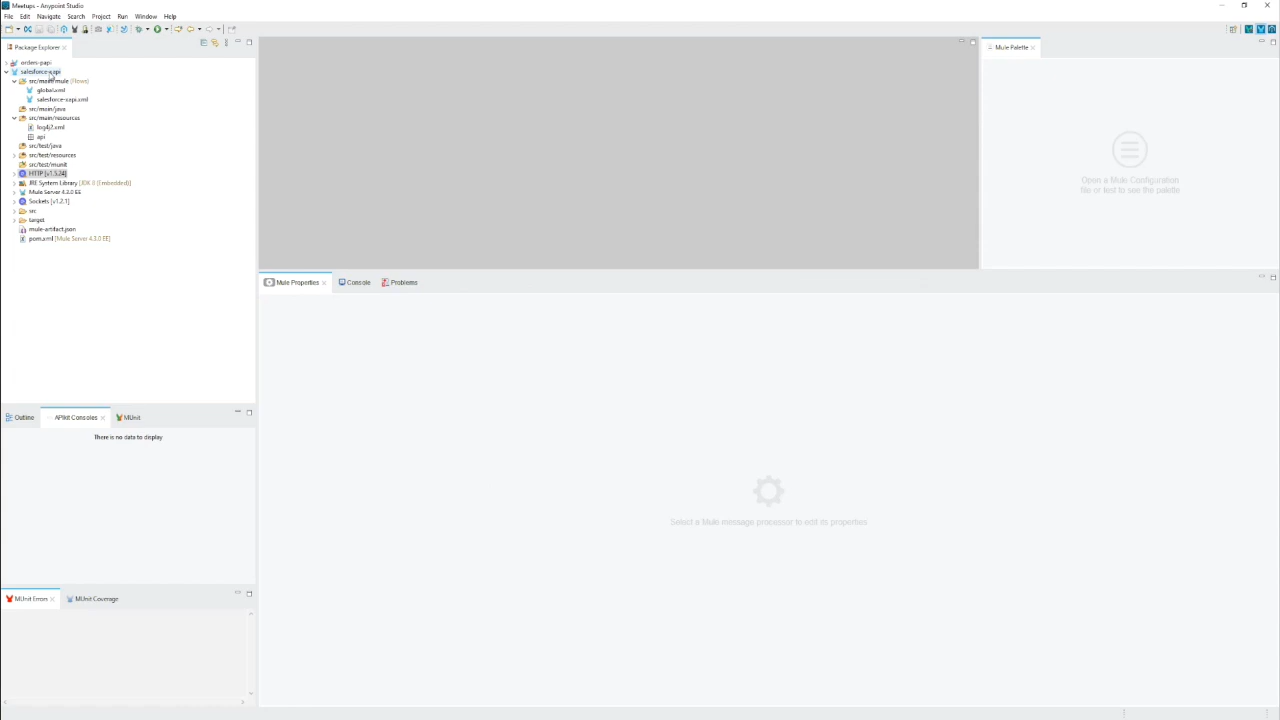 Meetups - Anypoint Studio
File Edit Navigate Search Project Run Window Help
Package Explorer
Mule Palette
orders-papi
salesforce-xapi
src/main/mule (Flows)
global.xml
salesforce-xapi.xml
src/main/java
src/main/resources
log4j2.xml
api
src/test/java
src/test/resources
src/test/munit
HTTP [v1.5.24]
JRE System Library [JDK 8 (Embedded)]
Mule Server 4.3.0 EE
Sockets [v1.2.1]
src
target
mule-artifact.json
pom.xml [Mule Server 4.3.0 EE]
Open a Mule Configuration
file or test to see the palette
Mule Properties Console Problems
Outline APIkit Consoles MUnit
There is no data to display
Select a Mule message processor to edit its properties
MUnit Errors MUnit Coverage